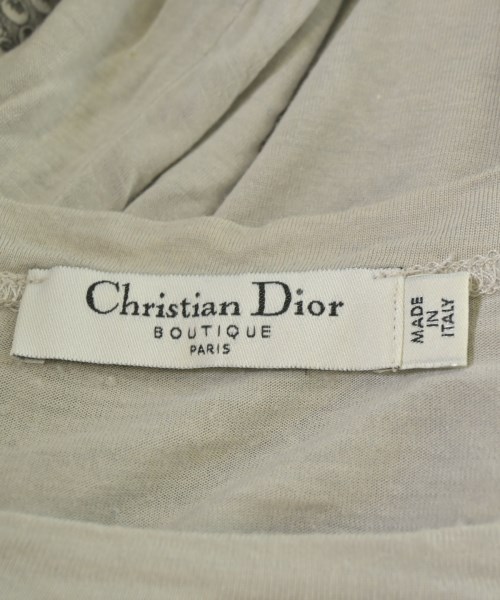 Christian Dior
BOUTIQUE
PARIS
MADE
IN
ITALY